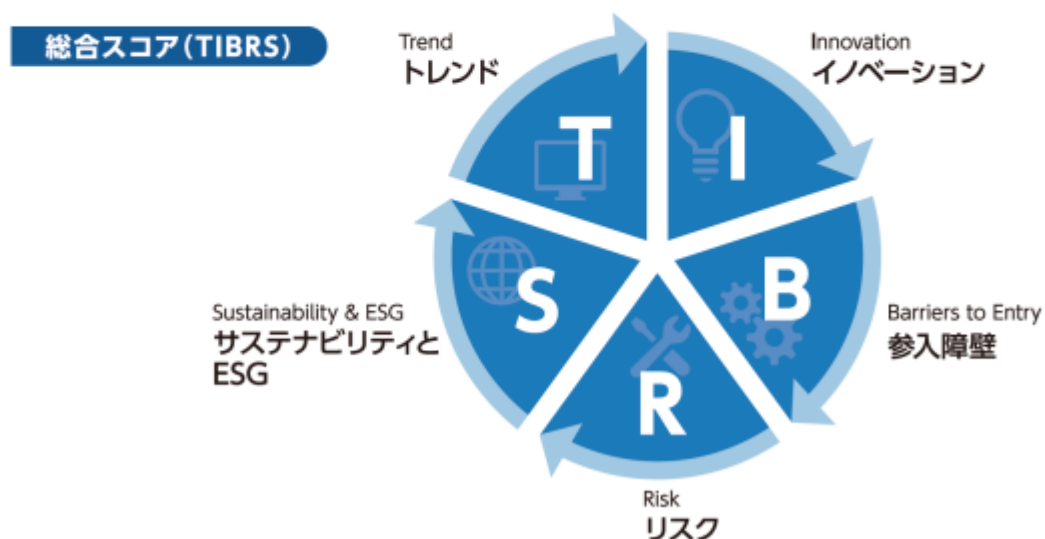 総合スコア(TIBRS)
Trend
トレンド
Innovation
イノベーション
T
I
B
R
S
Barriers to Entry
参入障壁
Risk
リスク
Sustainability & ESG
サステナビリティと
ESG